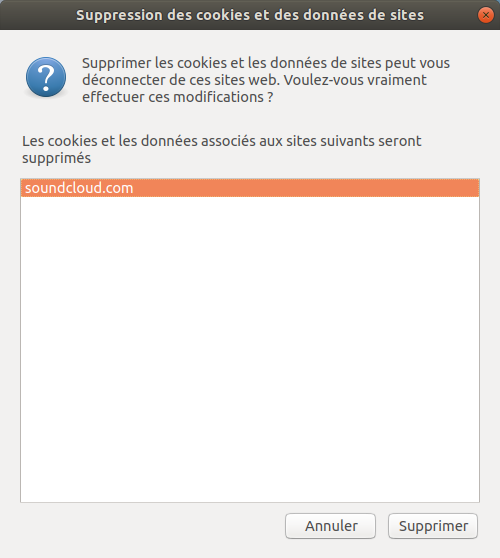 Suppression des cookies et des données de sites
Supprimer les cookies et les données de sites peut vous
déconnecter de ces sites web. Voulez-vous vraiment
effectuer ces modifications ?
Les cookies et les données associés aux sites suivants seront
supprimés
soundcloud.com
Annuler
Supprimer